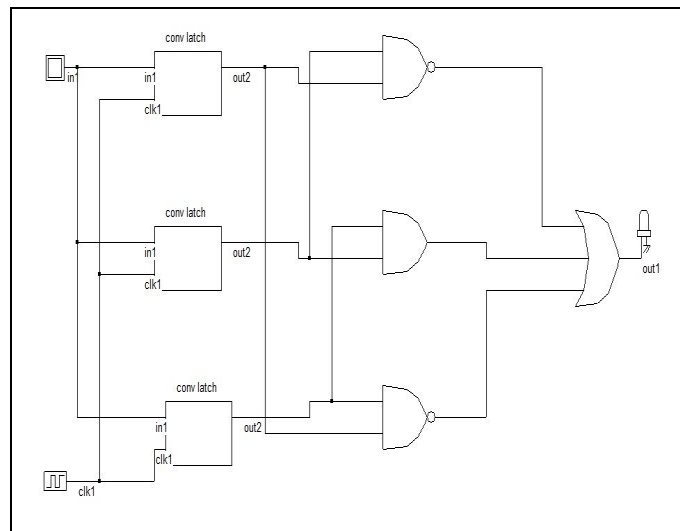 conv latch
in1
in1
out2
clk1
conv latch
in1
out2
clk1
out1
conv latch
in1
out2
clk1
clk1